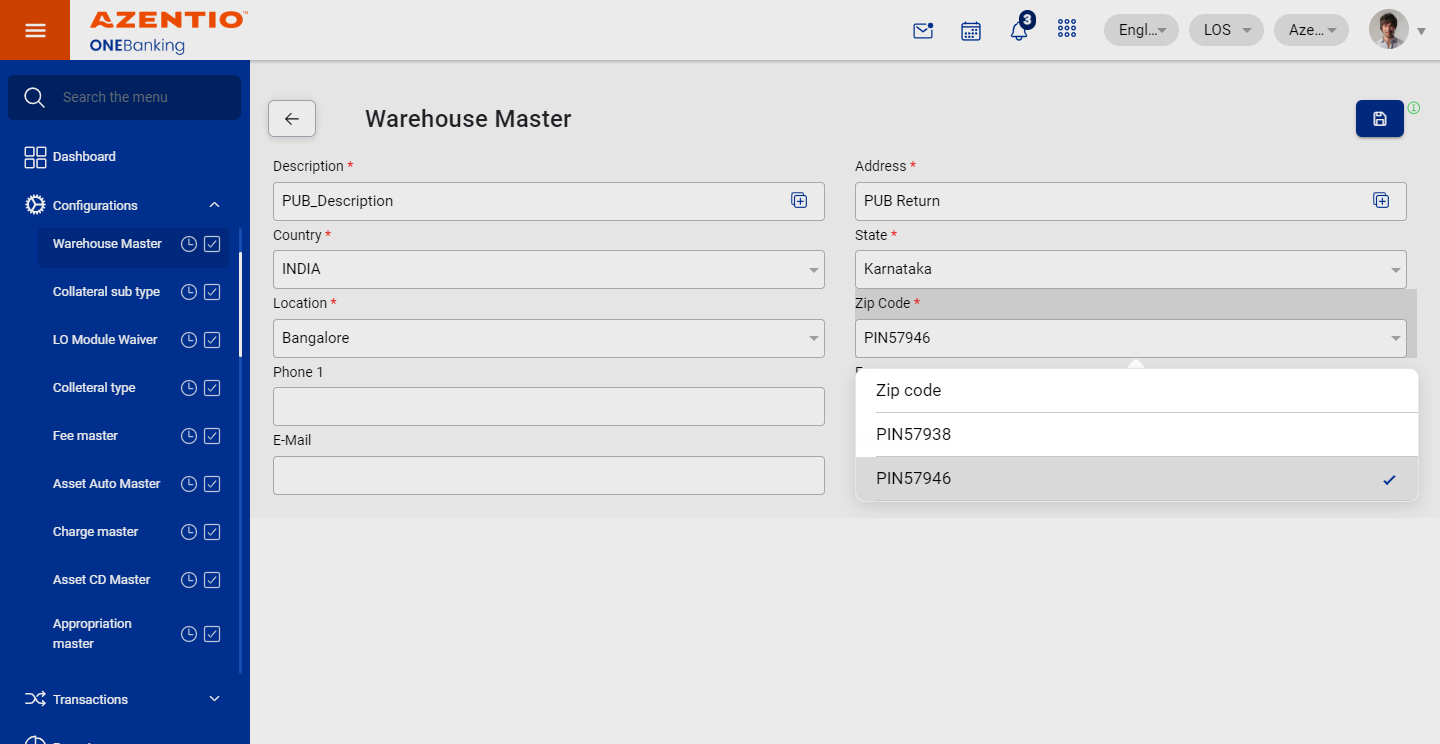 AZENTIO™
ONEBanking
3
Engl...
LOS
Aze...
Search the menu
Dashboard
Configurations
Warehouse Master
Collateral sub type
LO Module Waiver
Colleteral type
Fee master
Asset Auto Master
Charge master
Asset CD Master
Appropriation
master
Transactions
Warehouse Master
Description *
PUB_Description
Address *
PUB Return
Country *
INDIA
State *
Karnataka
Location *
Bangalore
Zip Code *
PIN57946
Phone 1
E-Mail
Zip code
PIN57938
PIN57946